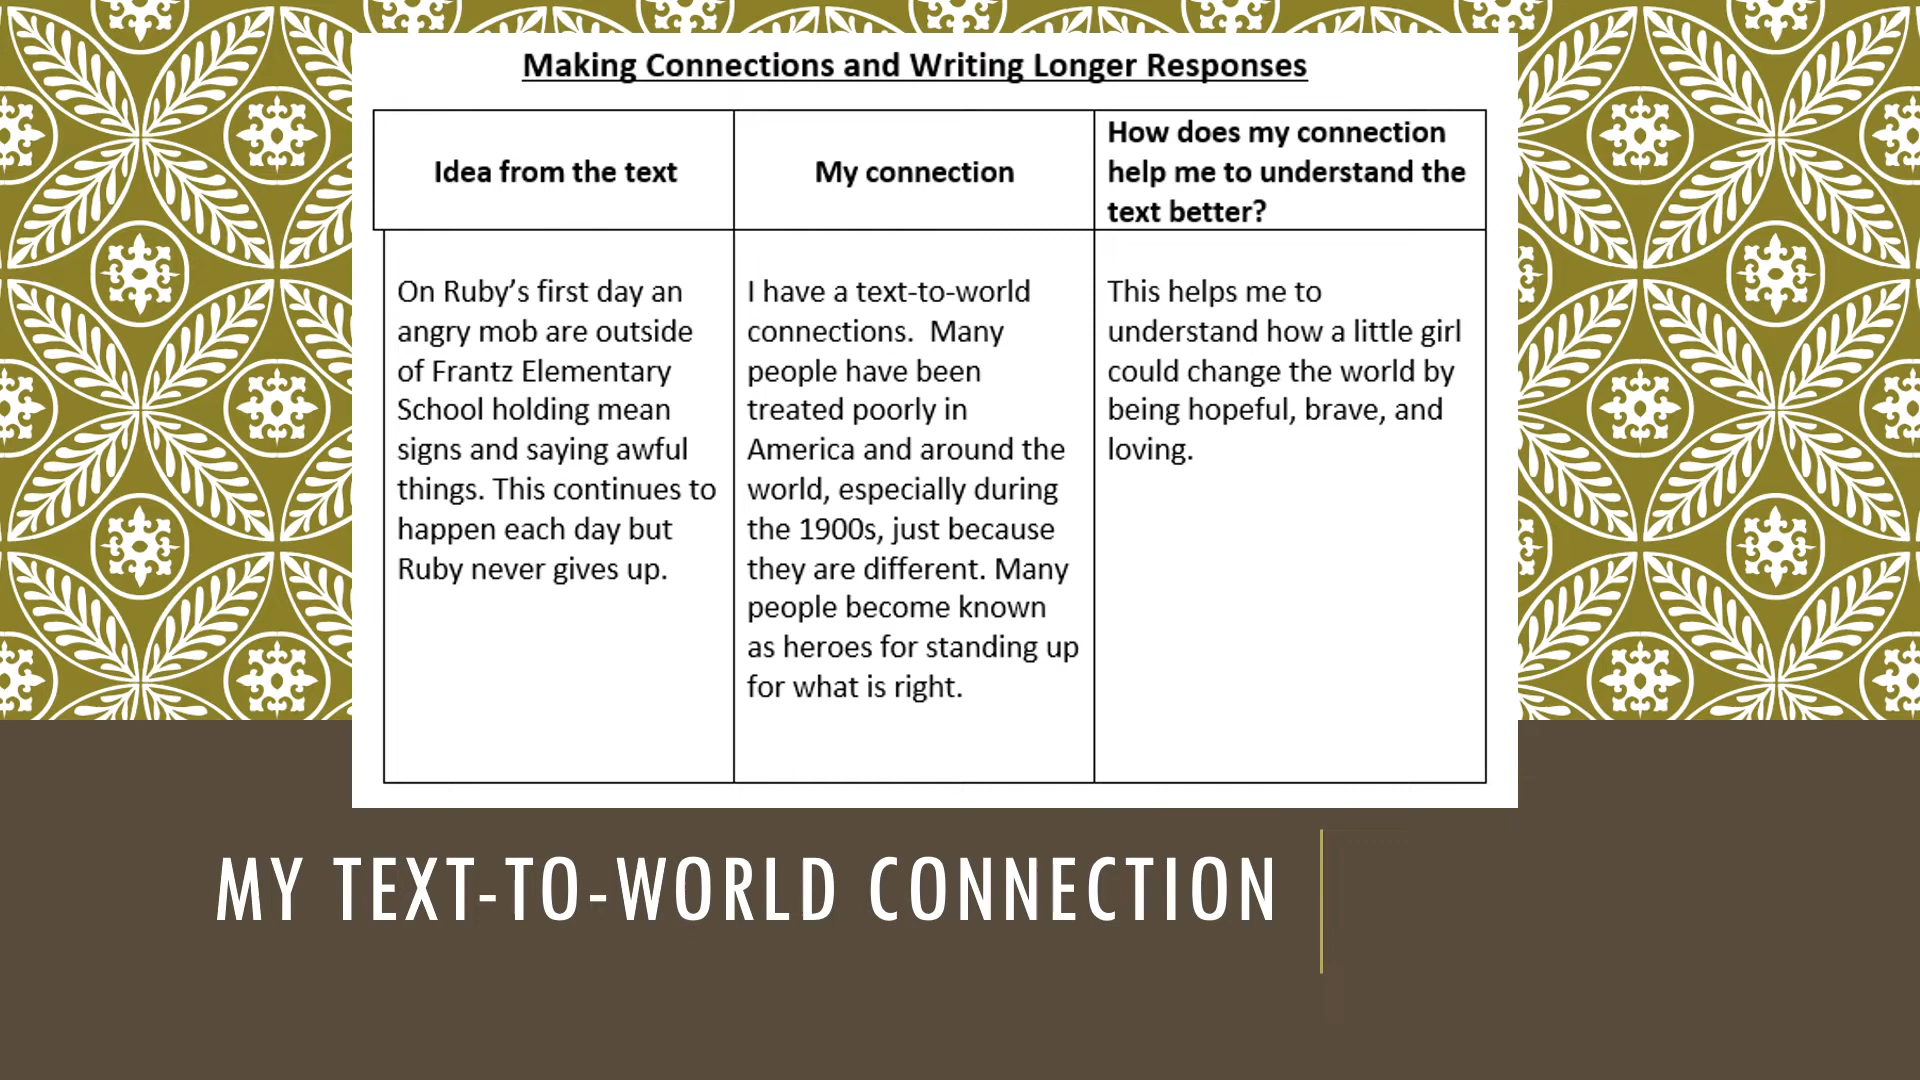 Making Connections and Writing Longer Responses
Idea from the text
My connection
How does my connection
help me to understand the
text better?
On Ruby’s first day an
angry mob are outside
of Frantz Elementary
School holding mean
signs and saying awful
things. This continues to
happen each day but
Ruby never gives up.
I have a text-to-world
connections.  Many
people have been
treated poorly in
America and around the
world, especially during
the 1900s, just because
they are different. Many
people become known
as heroes for standing up
for what is right.
This helps me to
understand how a little girl
could change the world by
being hopeful, brave, and
loving.
MY TEXT-TO-WORLD CONNECTION